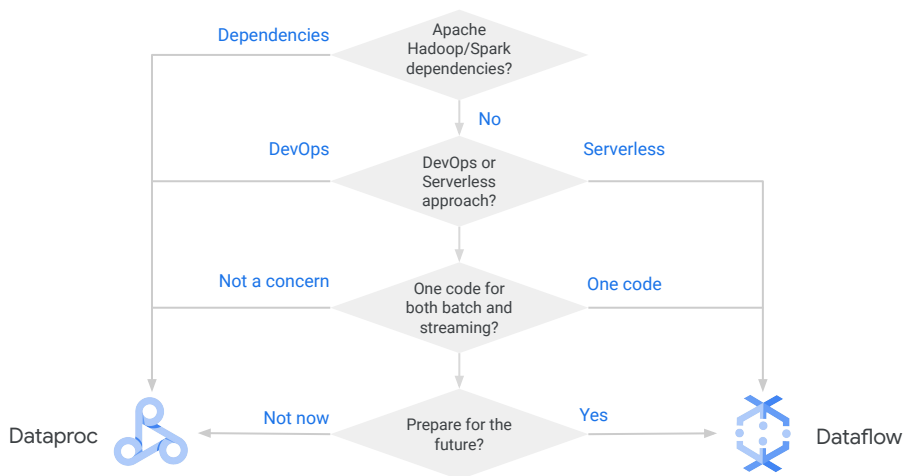 Dependencies
Apache
Hadoop/Spark
dependencies?
No
DevOps
DevOps or
Serverless
approach?
Serverless
Not a concern
One code for
both batch and
streaming?
One code
Dataproc
Not now
Prepare for the
future?
Yes
Dataflow